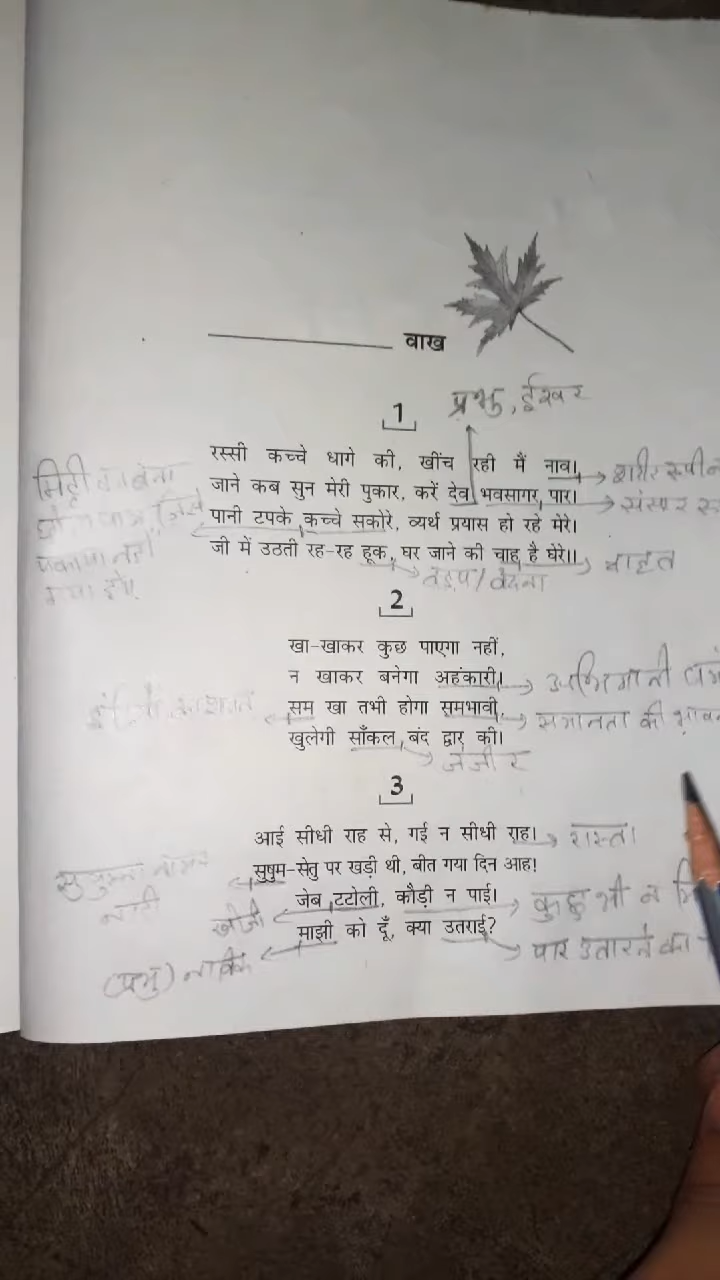 वाख
1
प्रभु, ईश्वर
रस्सी कच्चे धागे की, खींच रही मैं नाव।
जाने कब सुन मेरी पुकार, करें देव भवसागर पार।
पानी टपके कच्चे सकोरे, व्यर्थ प्रयास हो रहे मेरे।
जी में उठती रह-रह हूक, घर जाने की चाह है घेरे।।
मिट्टी
चाहत
तड़प/वेदना
2
खा-खाकर कुछ पाएगा नहीं,
न खाकर बनेगा अहंकारी।
सम खा तभी होगा समभावी,
खुलेगी साँकल बंद द्वार की।
अभिमानी
समानता की
जंजीर
3
आई सीधी राह से, गई न सीधी राह।
सुषुम-सेतु पर खड़ी थी, बीत गया दिन आह!
जेब टटोली, कौड़ी न पाई।
माझी को दूँ, क्या उतराई?
रास्ता
खोजी
कुछ भी न
पार उतारने का
(प्रभु) नाविक